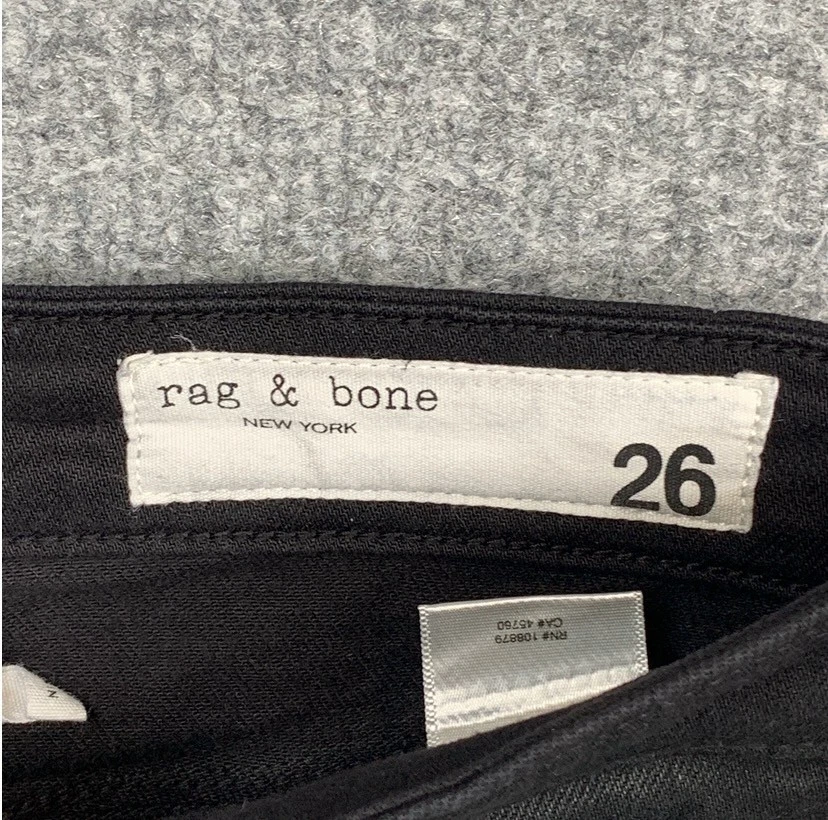 rag & bone
NEW YORK
26
RN# 108879
CA# 45760
N